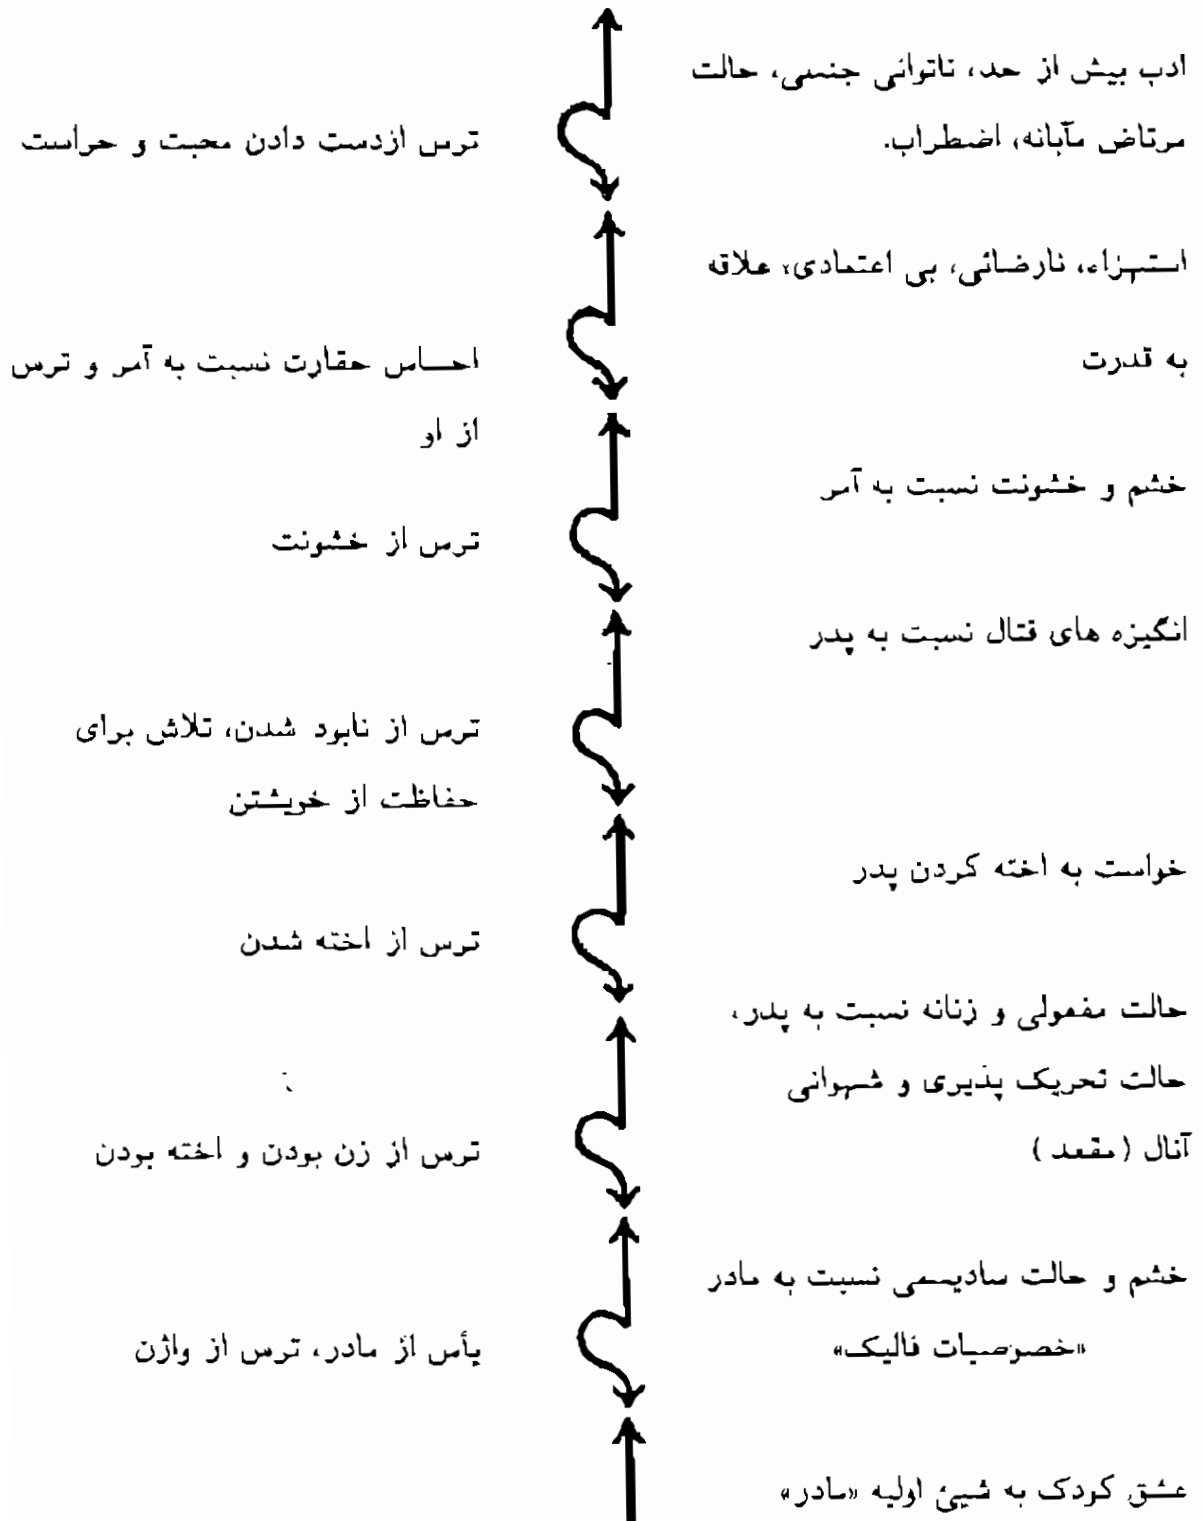 ادب بیش از حد، ناتوانی جنسی، حالت
مرتاض مآبانه، اضطراب.
ترس ازدست دادن محبت و حراست
استهزاء، نارضائی، بی اعتمادی، علاقه
به قدرت
احساس حقارت نسبت به آمر و ترس
از او
خشم و خشونت نسبت به آمر
ترس از خشونت
انگیزه های قتال نسبت به پدر
ترس از نابود شدن، تلاش برای
حفاظت از خویشتن
خواست به اخته کردن پدر
ترس از اخته شدن
حالت مفعولی و زنانه نسبت به پدر،
حالت تحریک پذیری و شهوانی
آنال (مقعد)
ترس از زن بودن و اخته بودن
خشم و حالت سادیسمی نسبت به مادر
«خصوصیات فالیک»
یأس از مادر، ترس از واژن
عشق کودک به شیئ اولیه «مادر»